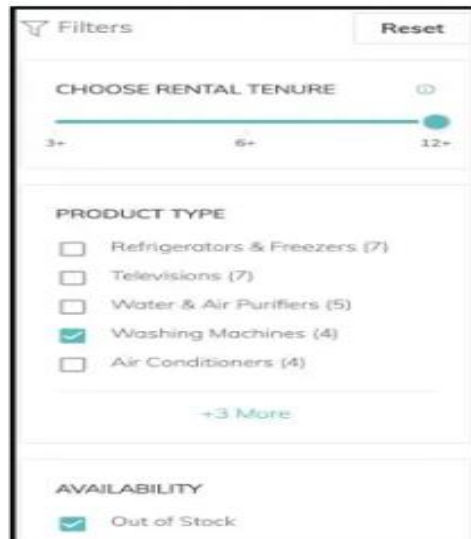 Filters
Reset
CHOOSE RENTAL TENURE
3+ 6+ 12+
PRODUCT TYPE
Refrigerators & Freezers (7)
Televisions (7)
Water & Air Purifiers (5)
Washing Machines (4)
Air Conditioners (4)
+3 More
AVAILABILITY
Out of Stock